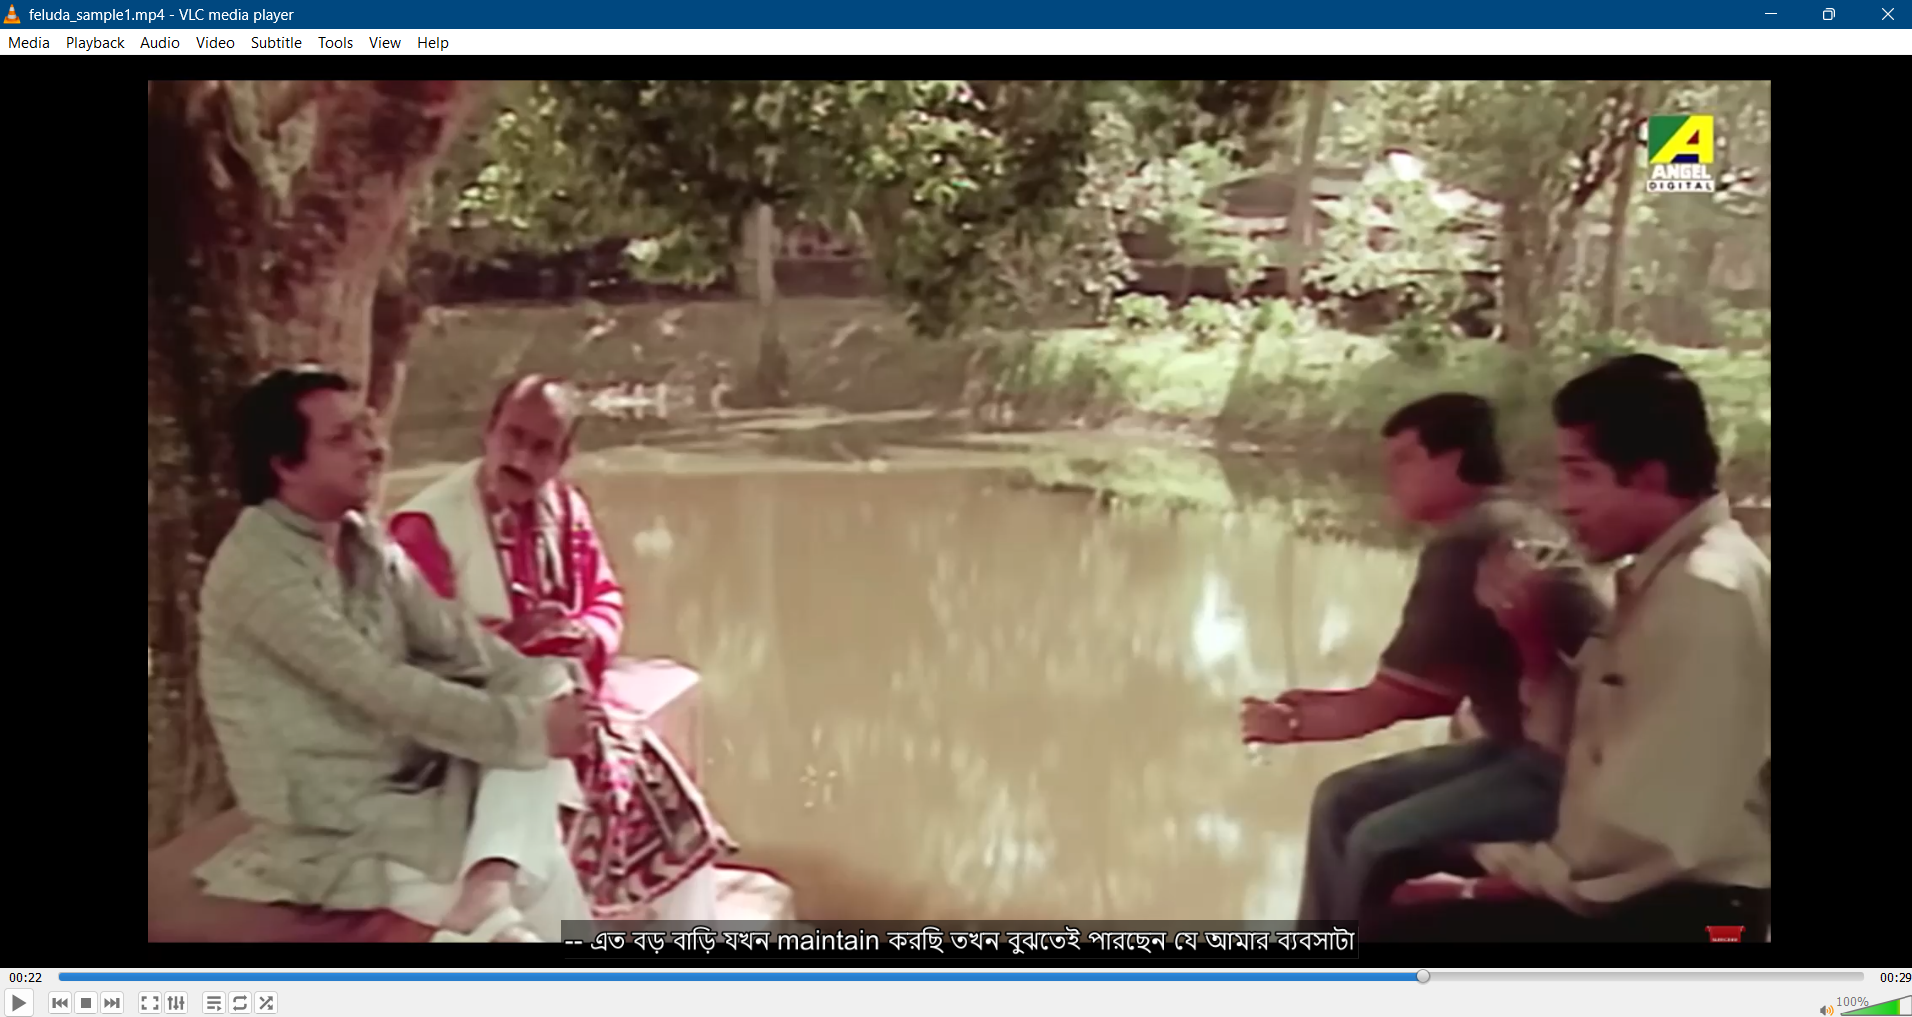 feluda_sample1.mp4 - VLC media player
Media Playback Audio Video Subtitle Tools View Help
ANGEL
DIGITAL
-- এত বড় বাড়ি যখন maintain করছি তখন বুঝতেই পারছেন যে আমার ব্যবসাটা
00:22 00:29
100%